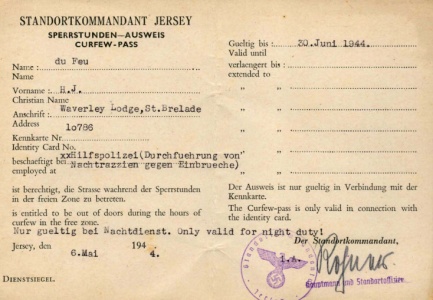 STANDORTKOMMANDANT JERSEY
SPERRSTUNDEN—AUSWEIS
CURFEW-PASS
Name : du Feu
Name
Vorname : H.J.
Christian Name
Anschrift : Waverley Lodge,St.Brelade
Address
Kennkarte Nr. lo786
Identity Card No.
beschaeftigt bei xxHilfspolizei(Durchfuehrung von
employed at Nachtrazzien gegen Einbrueche)
ist berechtigt, die Strasse waehrend der Sperrstunden
in der freien Zone zu betreten.
is entitled to be out of doors during the hours of
curfew in the free zone.
Nur gueltig bei Nachtdienst. Only valid for night duty!
Jersey, den 6.Mai 1944.
DIENSTSIEGEL.
Gueltig bis : 30.Juni 1944.
Valid until
verlaengert bis :
extended to
" "
" "
" "
" "
" "
Der Ausweis ist nur gueltig in Verbindung mit der
Kennkarte.
The Curfew-pass is only valid in connection with
the identity card.
Der Standortkommandant,
I.A.
Hauptmann und Standortoffizier